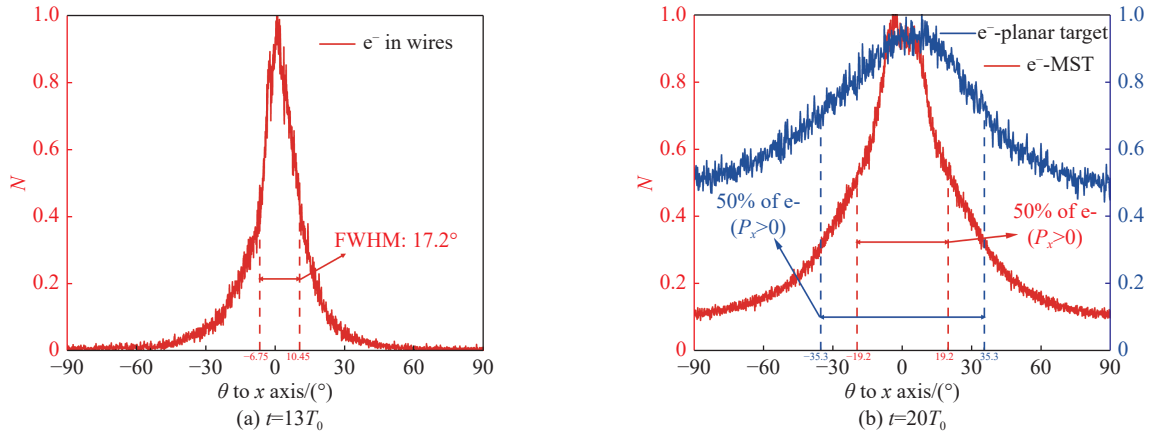 1.0
0.8
0.6
0.4
0.2
0
N
e⁻ in wires
FWHM: 17.2°
−6.75
10.45
−90
−60
−30
0
30
60
90
θ to x axis/(°)
(a) t=13T₀
1.0
0.8
0.6
0.4
0.2
0
N
e⁻-planar target
e⁻-MST
50% of e-
(Pₓ>0)
50% of e-
(Pₓ>0)
1.0
0.8
0.6
0.4
0.2
0
−35.3
−19.2
19.2
35.3
−90
−60
−30
0
30
60
90
θ to x axis/(°)
(b) t=20T₀